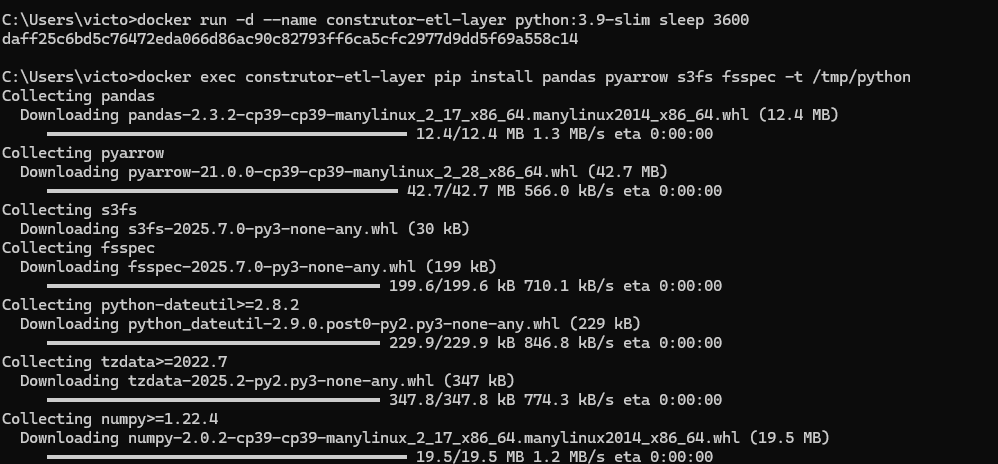 C:\Users\victo>docker run -d --name construtor-etl-layer python:3.9-slim sleep 3600
daff25c6bd5c76472eda066d86ac90c82793ff6ca5cfc2977d9dd5f69a558c14
C:\Users\victo>docker exec construtor-etl-layer pip install pandas pyarrow s3fs fsspec -t /tmp/python
Collecting pandas
Downloading pandas-2.3.2-cp39-cp39-manylinux_2_17_x86_64.manylinux2014_x86_64.whl (12.4 MB)
12.4/12.4 MB 1.3 MB/s eta 0:00:00
Collecting pyarrow
Downloading pyarrow-21.0.0-cp39-cp39-manylinux_2_28_x86_64.whl (42.7 MB)
42.7/42.7 MB 566.0 kB/s eta 0:00:00
Collecting s3fs
Downloading s3fs-2025.7.0-py3-none-any.whl (30 kB)
Collecting fsspec
Downloading fsspec-2025.7.0-py3-none-any.whl (199 kB)
199.6/199.6 kB 710.1 kB/s eta 0:00:00
Collecting python-dateutil>=2.8.2
Downloading python_dateutil-2.9.0.post0-py2.py3-none-any.whl (229 kB)
229.9/229.9 kB 846.8 kB/s eta 0:00:00
Collecting tzdata>=2022.7
Downloading tzdata-2025.2-py2.py3-none-any.whl (347 kB)
347.8/347.8 kB 774.3 kB/s eta 0:00:00
Collecting numpy>=1.22.4
Downloading numpy-2.0.2-cp39-cp39-manylinux_2_17_x86_64.manylinux2014_x86_64.whl (19.5 MB)
19.5/19.5 MB 1.2 MB/s eta 0:00:00